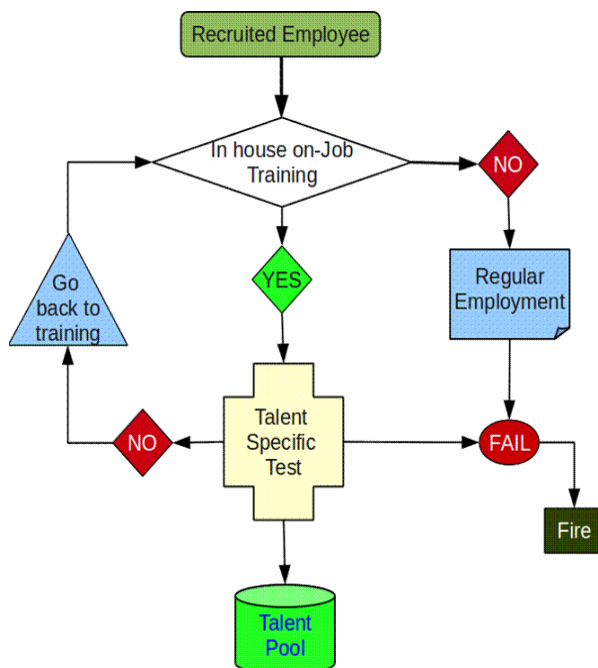 Recruited Employee
In house on-Job
Training
NO
YES
Regular
Employment
Go
back to
training
Talent
Specific
Test
NO
FAIL
Fire
Talent
Pool